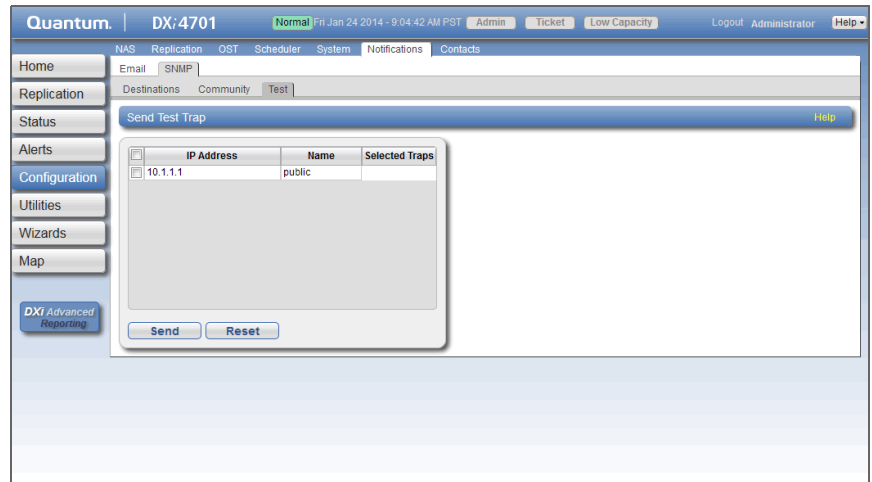 Quantum. DXi4701 Normal Fri Jan 24 2014 - 9:04:42 AM PST Admin Ticket Low Capacity Logout Administrator Help
NAS Replication OST Scheduler System Notifications Contacts
Home
Email SNMP
Replication
Destinations Community Test
Status
Send Test Trap Help
Alerts
IP Address Name Selected Traps
Configuration
10.1.1.1 public
Utilities
Wizards
Map
DXi Advanced
Reporting
Send Reset